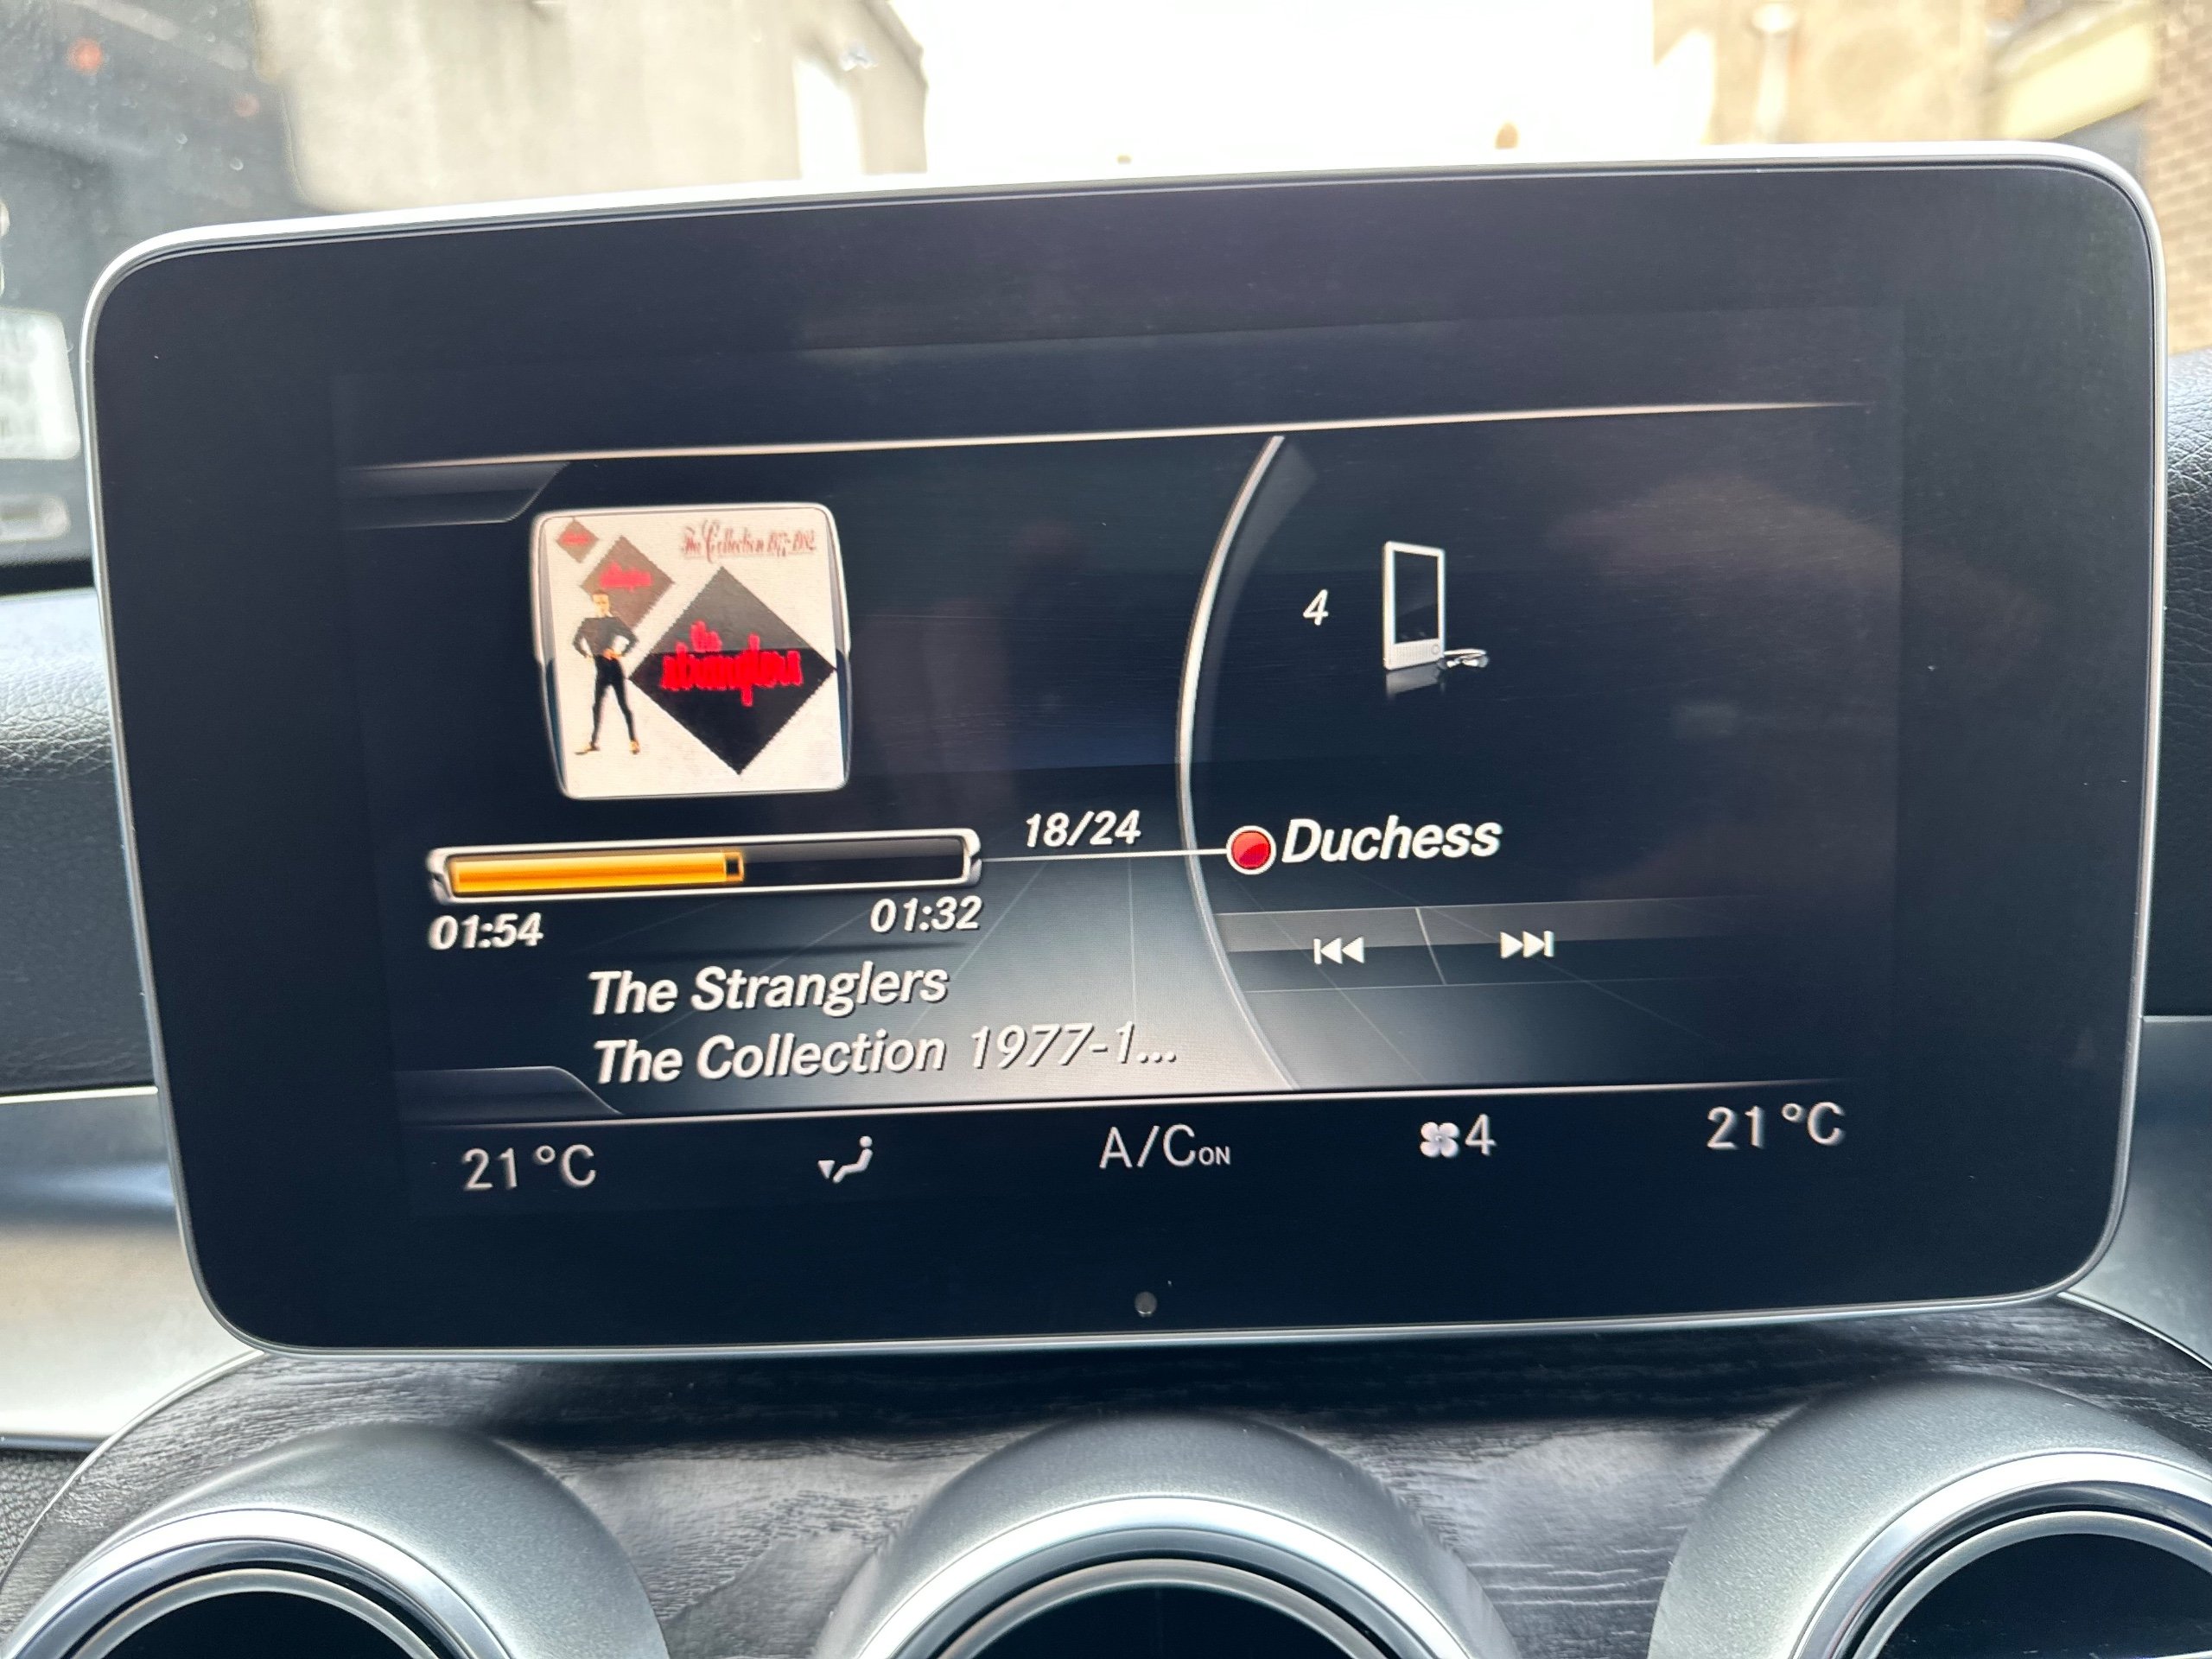 The Collection 1977-1982
the
stranglers
4
18/24
Duchess
01:54
01:32
The Stranglers
The Collection 1977-1...
21°C
A/C ON
4
21°C